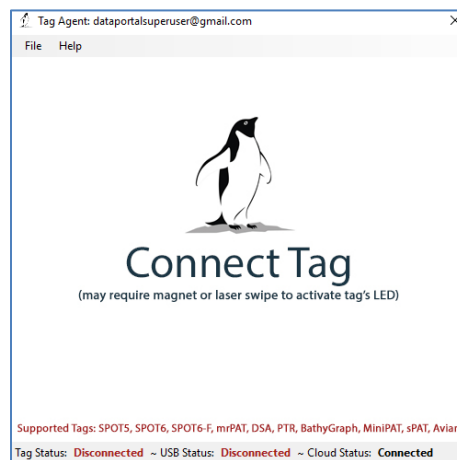 Tag Agent: dataportalsuperuser@gmail.com
File Help
Connect Tag
(may require magnet or laser swipe to activate tag's LED)
Supported Tags: SPOT5, SPOT6, SPOT6-F, mrPAT, DSA, PTR, BathyGraph, MiniPAT, sPAT, Avian
Tag Status: Disconnected ~ USB Status: Disconnected ~ Cloud Status: Connected